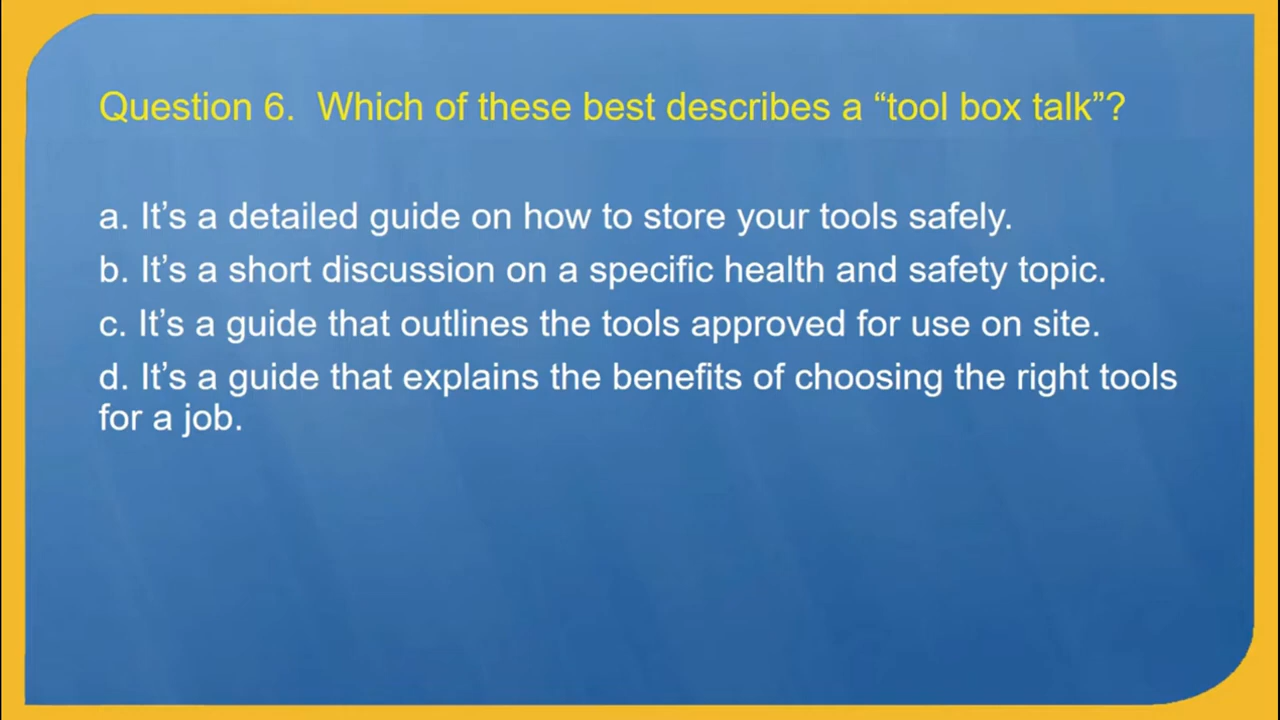 Question 6.  Which of these best describes a “tool box talk”?
a. It’s a detailed guide on how to store your tools safely.
b. It’s a short discussion on a specific health and safety topic.
c. It’s a guide that outlines the tools approved for use on site.
d. It’s a guide that explains the benefits of choosing the right tools
for a job.